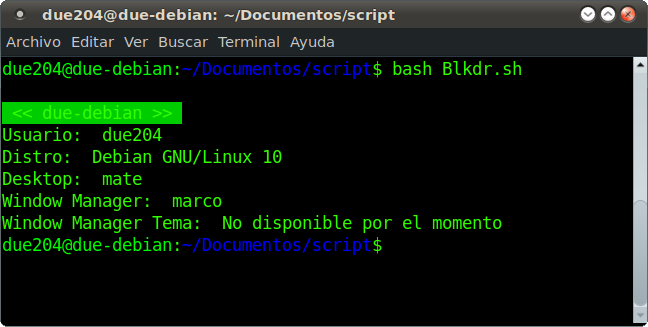 due204@due-debian: ~/Documentos/script
Archivo Editar Ver Buscar Terminal Ayuda
due204@due-debian:~/Documentos/script$ bash Blkdr.sh
<< due-debian >>
Usuario:  due204
Distro:  Debian GNU/Linux 10
Desktop:  mate
Window Manager:  marco
Window Manager Tema:  No disponible por el momento
due204@due-debian:~/Documentos/script$